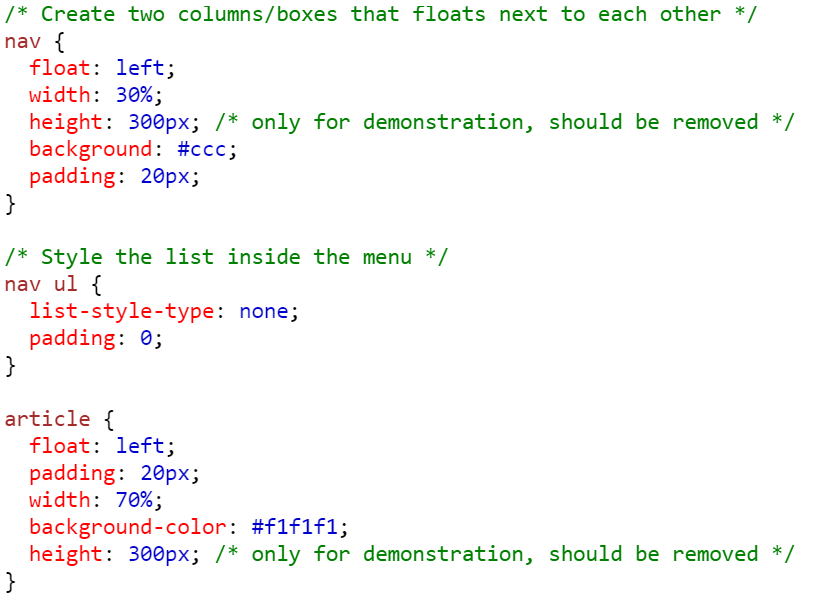 /* Create two columns/boxes that floats next to each other */
nav {
  float: left;
  width: 30%;
  height: 300px; /* only for demonstration, should be removed */
  background: #ccc;
  padding: 20px;
}

/* Style the list inside the menu */
nav ul {
  list-style-type: none;
  padding: 0;
}

article {
  float: left;
  padding: 20px;
  width: 70%;
  background-color: #f1f1f1;
  height: 300px; /* only for demonstration, should be removed */
}